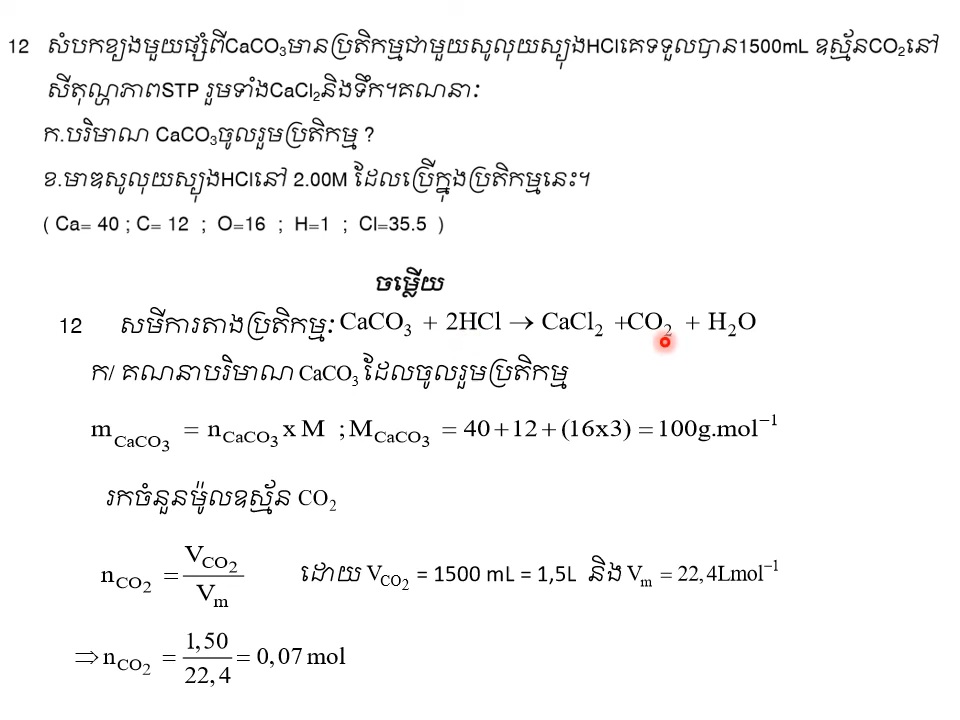 12 សំបកខ្យងមួយផ្សំពីCaCO₃មានប្រតិកម្មជាមួយសូលុយស្យុងHClគេទទួលបាន1500mL ឧស្ម័នCO₂នៅ
សីតុណ្ហភាពSTP រួមទាំងCaCl₂និងទឹក។គណនា:
ក.បរិមាណ CaCO₃ចូលរួមប្រតិកម្ម ?
ខ.មាឌសូលុយស្យុងHClនៅ 2.00M ដែលប្រើក្នុងប្រតិកម្មនេះ។
( Ca= 40 ; C= 12 ; O=16 ; H=1 ; Cl=35.5 )
ចម្លើយ
12 សមីការតាងប្រតិកម្ម: CaCO₃ + 2HCl → CaCl₂ +CO₂ + H₂O
ក/ គណនាបរិមាណ CaCO₃ ដែលចូលរួមប្រតិកម្ម
m_CaCO₃ = n_CaCO₃ x M ; M_CaCO₃ = 40+12+(16x3) = 100g.mol⁻¹
រកចំនួនម៉ូលឧស្ម័ន CO₂
n_CO₂ = V_CO₂ / V_m ដោយ V_CO₂ = 1500 mL = 1,5L និង V_m = 22,4Lmol⁻¹
⇒ n_CO₂ = 1,50 / 22,4 = 0,07 mol